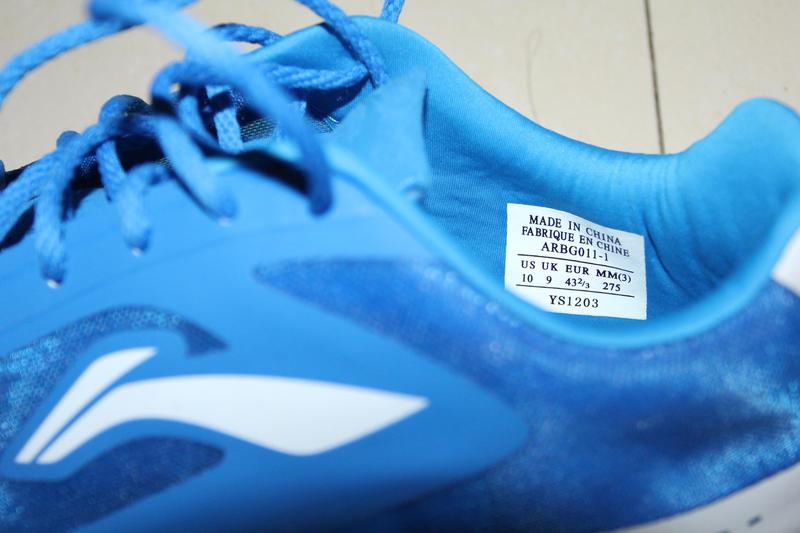 MADE IN CHINA
FABRIQUE EN CHINE
ARBG011-1
US UK EUR MM(3)
10 9 43²/₃ 275
YS1203